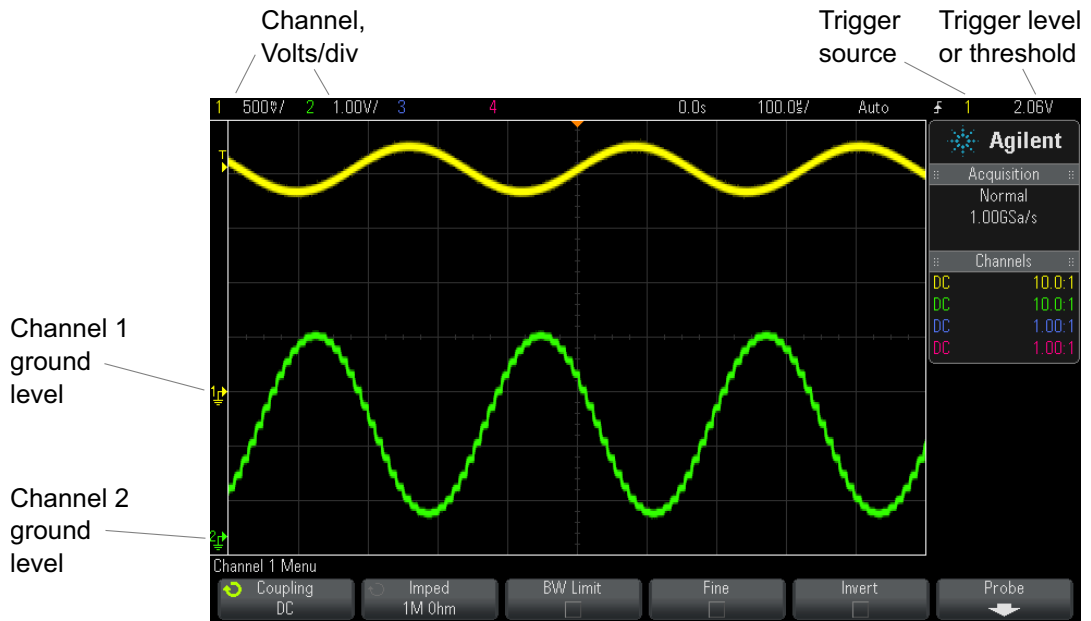 Channel,
Volts/div
Trigger
source
Trigger level
or threshold
1 500mV/ 2 1.00V/ 3 4 0.0s 100.0µs/ Auto 1 2.06V
T
Agilent
Acquisition
Normal
1.00GSa/s
Channels
DC 10.0:1
DC 10.0:1
DC 1.00:1
DC 1.00:1
Channel 1
ground
level
1
Channel 2
ground
level
2
Channel 1 Menu
Coupling
DC
Imped
1M Ohm
BW Limit
Fine
Invert
Probe